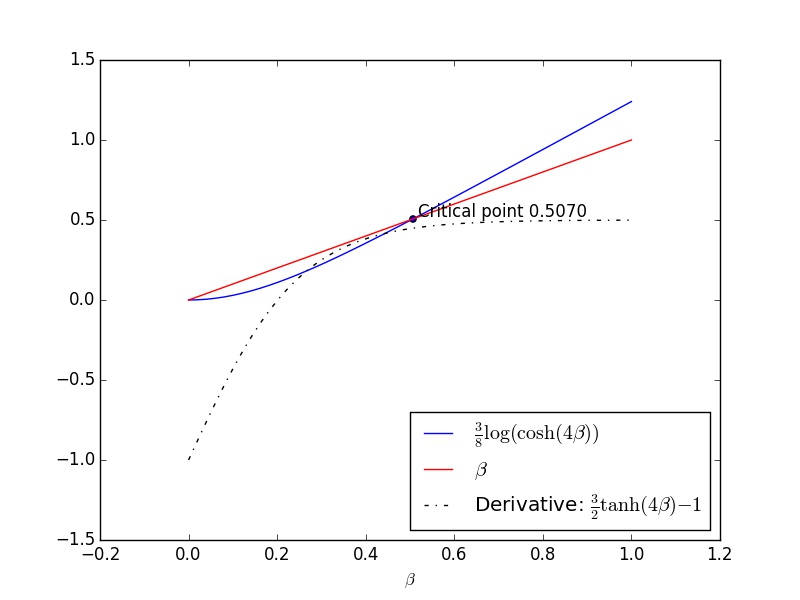 1.5
1.0
Critical point 0.5070
0.5
0.0
−0.5
−1.0
−1.5
3/8 log(cosh(4β))
β
Derivative: 3/2 tanh(4β)−1
−0.2 0.0 0.2 0.4 0.6 0.8 1.0 1.2
β